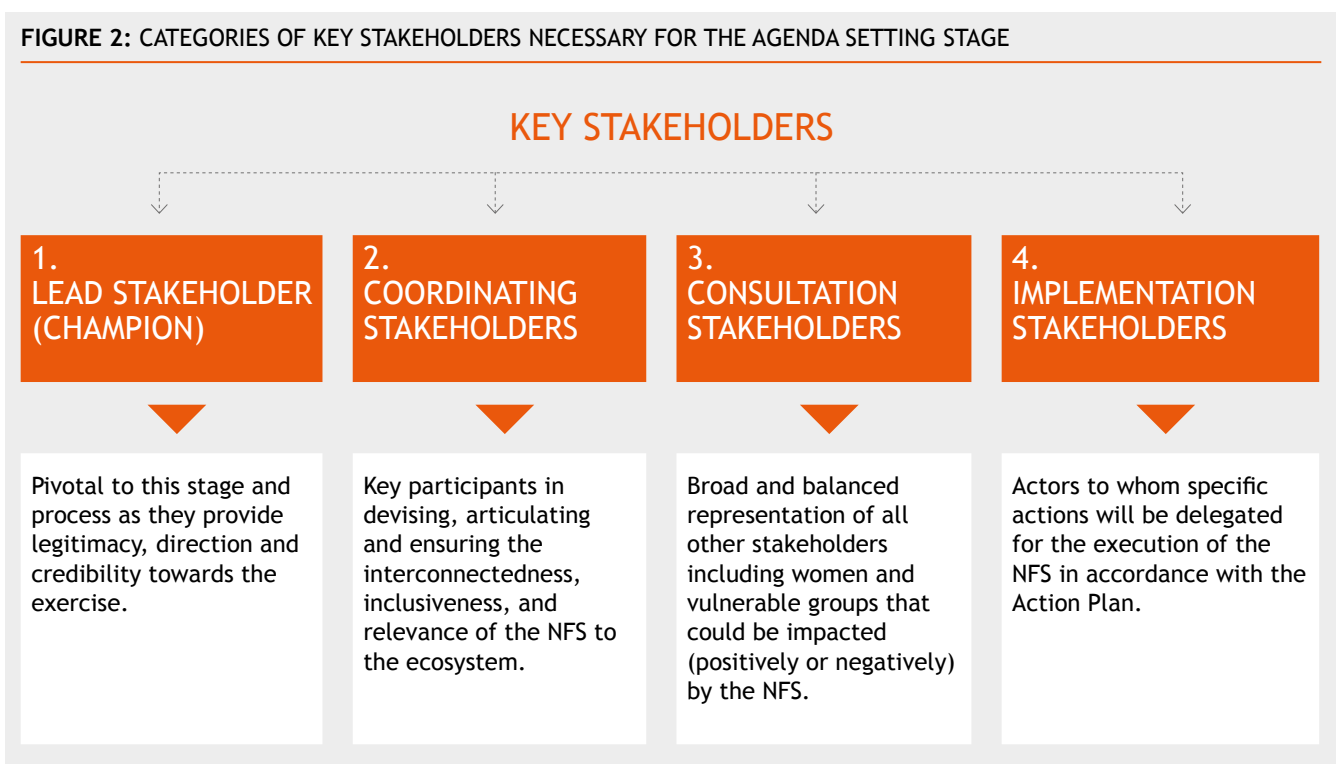 FIGURE 2: CATEGORIES OF KEY STAKEHOLDERS NECESSARY FOR THE AGENDA SETTING STAGE
KEY STAKEHOLDERS
1.
LEAD STAKEHOLDER
(CHAMPION)
Pivotal to this stage and
process as they provide
legitimacy, direction and
credibility towards the
exercise.
2.
COORDINATING
STAKEHOLDERS
Key participants in
devising, articulating
and ensuring the
interconnectedness,
inclusiveness, and
relevance of the NFS to
the ecosystem.
3.
CONSULTATION
STAKEHOLDERS
Broad and balanced
representation of all
other stakeholders
including women and
vulnerable groups that
could be impacted
(positively or negatively)
by the NFS.
4.
IMPLEMENTATION
STAKEHOLDERS
Actors to whom specific
actions will be delegated
for the execution of the
NFS in accordance with the
Action Plan.